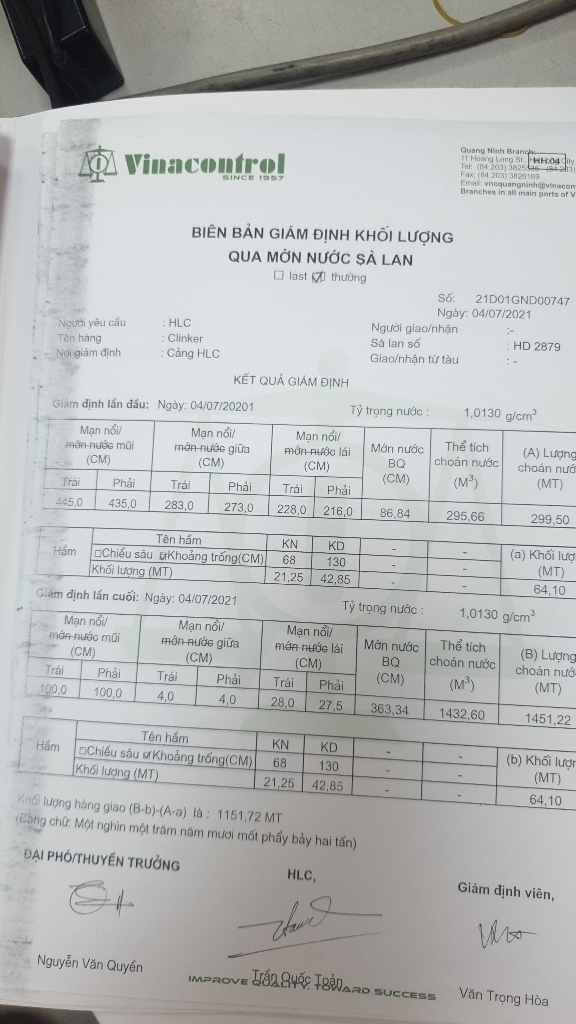 Vinacontrol
SINCE 1957
Quang Ninh Branch:
11 Hoang Long St., City
HH:04
Tel: (84.203)
Fax: (84.203) 3826169
Email: vncquangninh@vinacon
Branches in all main ports of V
BIÊN BẢN GIÁM ĐỊNH KHỐI LƯỢNG
QUA MỚN NƯỚC SÀ LAN
last thường
Số: 21D01GND00747
Ngày: 04/07/2021
Người yêu cầu : HLC
Tên hàng : Clinker
Nơi giám định : Cảng HLC
Người giao/nhận :-
Sà lan số : HD 2879
Giao/nhận từ tàu : -
KẾT QUẢ GIÁM ĐỊNH
Giám định lần đầu: Ngày: 04/07/20201 Tỷ trọng nước : 1,0130 g/cm³
Mạn nổi/ mớn nước mũi (CM)
Mạn nổi/ mớn nước giữa (CM)
Mạn nổi/ mớn nước lái (CM)
Mớn nước BQ (CM)
Thể tích choán nước (M³)
(A) Lượng choán nướ (MT)
Trái Phải Trái Phải Trái Phải
445,0 435,0 283,0 273,0 228,0 216,0 86,84 295,66 299,50
Hầm Tên hầm KN KD - - (a) Khối lượ (MT)
□Chiều sâu ☑Khoảng trống(CM) 68 130 - -
Khối lượng (MT) 21,25 42,85 - - 64,10
Giám định lần cuối: Ngày: 04/07/2021 Tỷ trọng nước : 1,0130 g/cm³
Mạn nổi/ mớn nước mũi (CM)
Mạn nổi/ mớn nước giữa (CM)
Mạn nổi/ mớn nước lái (CM)
Mớn nước BQ (CM)
Thể tích choán nước (M³)
(B) Lượng choán nướ (MT)
Trái Phải Trái Phải Trái Phải
100,0 100,0 4,0 4,0 28,0 27,5 363,34 1432,60 1451,22
Hầm Tên hầm KN KD - - (b) Khối lượn (MT)
□Chiều sâu ☑Khoảng trống(CM) 68 130 - -
Khối lượng (MT) 21,25 42,85 - - 64,10
Khối lượng hàng giao (B-b)-(A-a) là : 1151,72 MT
(Bằng chữ: Một nghìn một trăm năm mươi mốt phẩy bảy hai tấn)
ĐẠI PHÓ/THUYỀN TRƯỞNG
HLC,
Giám định viên,
Nguyễn Văn Quyền
Trần Quốc Toản
Văn Trọng Hòa
IMPROVE QUALITY, TOWARD SUCCESS